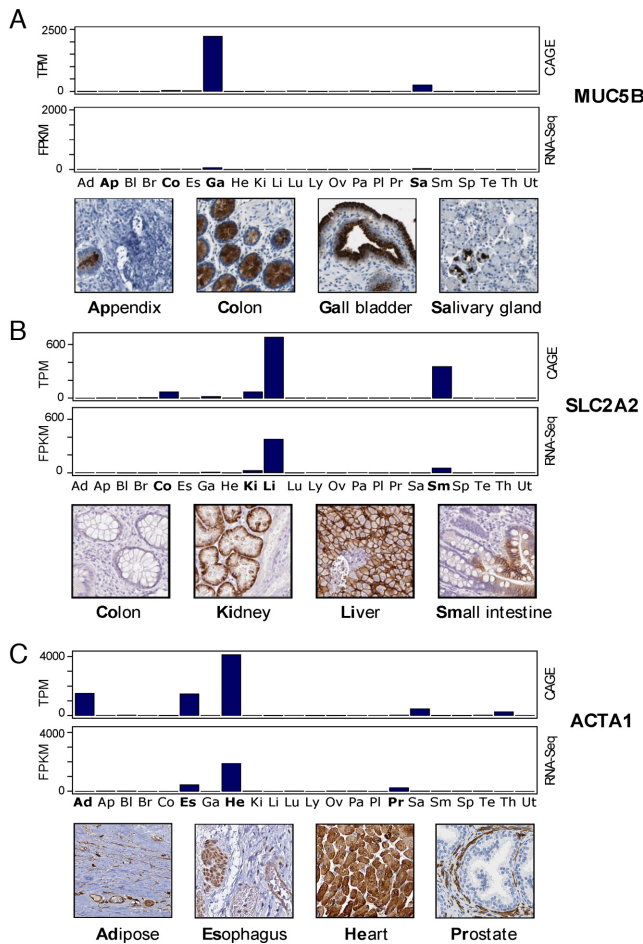 A
2500
TPM
0
CAGE
MUC5B
2000
FPKM
0
RNA-Seq
Ad Ap Bl Br Co Es Ga He Ki Li Lu Ly Ov Pa Pl Pr Sa Sm Sp Te Th Ut
Appendix Colon Gall bladder Salivary gland
B
600
TPM
0
CAGE
SLC2A2
600
FPKM
0
RNA-Seq
Ad Ap Bl Br Co Es Ga He Ki Li Lu Ly Ov Pa Pl Pr Sa Sm Sp Te Th Ut
Colon Kidney Liver Small intestine
C
4000
TPM
0
CAGE
ACTA1
4000
FPKM
0
RNA-Seq
Ad Ap Bl Br Co Es Ga He Ki Li Lu Ly Ov Pa Pl Pr Sa Sm Sp Te Th Ut
Adipose Esophagus Heart Prostate